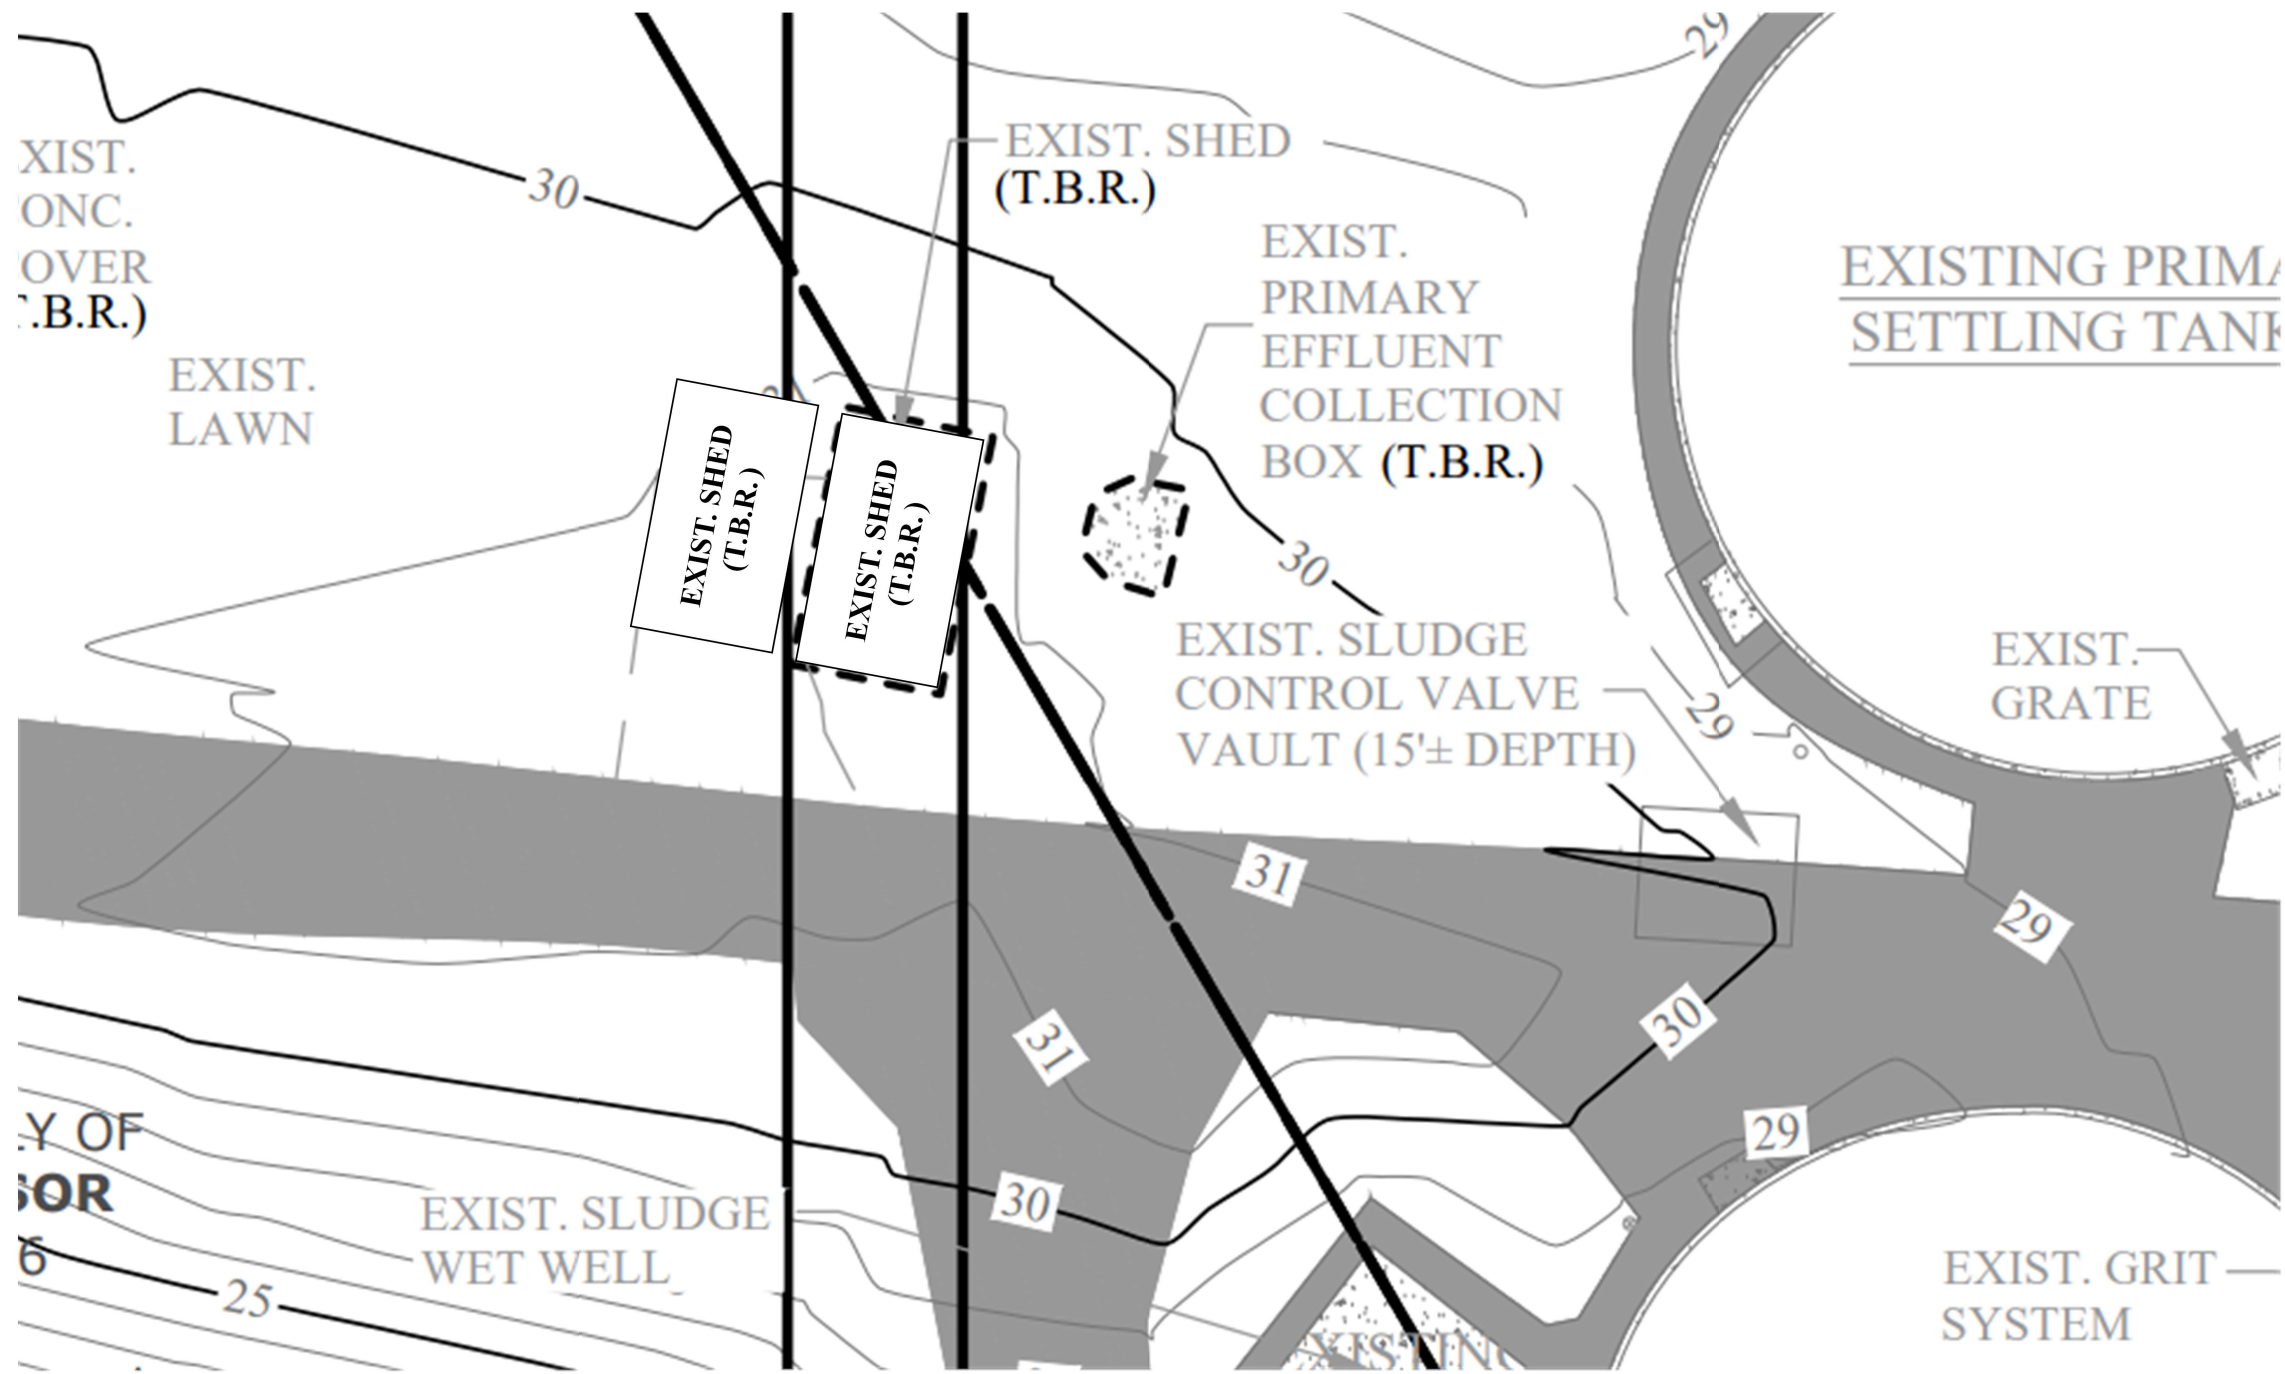 29
EXIST. SHED
(T.B.R.)
XIST.
ONC.
OVER
.B.R.)
30
EXIST.
PRIMARY
EFFLUENT
COLLECTION
BOX (T.B.R.)
EXISTING PRIMA
SETTLING TANK
EXIST.
LAWN
EXIST. SHED
(T.B.R.)
EXIST. SHED
(T.B.R.)
30
EXIST. SLUDGE
CONTROL VALVE
VAULT (15'± DEPTH)
29
EXIST.
GRATE
31
29
30
31
Y OF
SOR
6
25
EXIST. SLUDGE
WET WELL
30
29
EXIST. GRIT
SYSTEM
XISTING